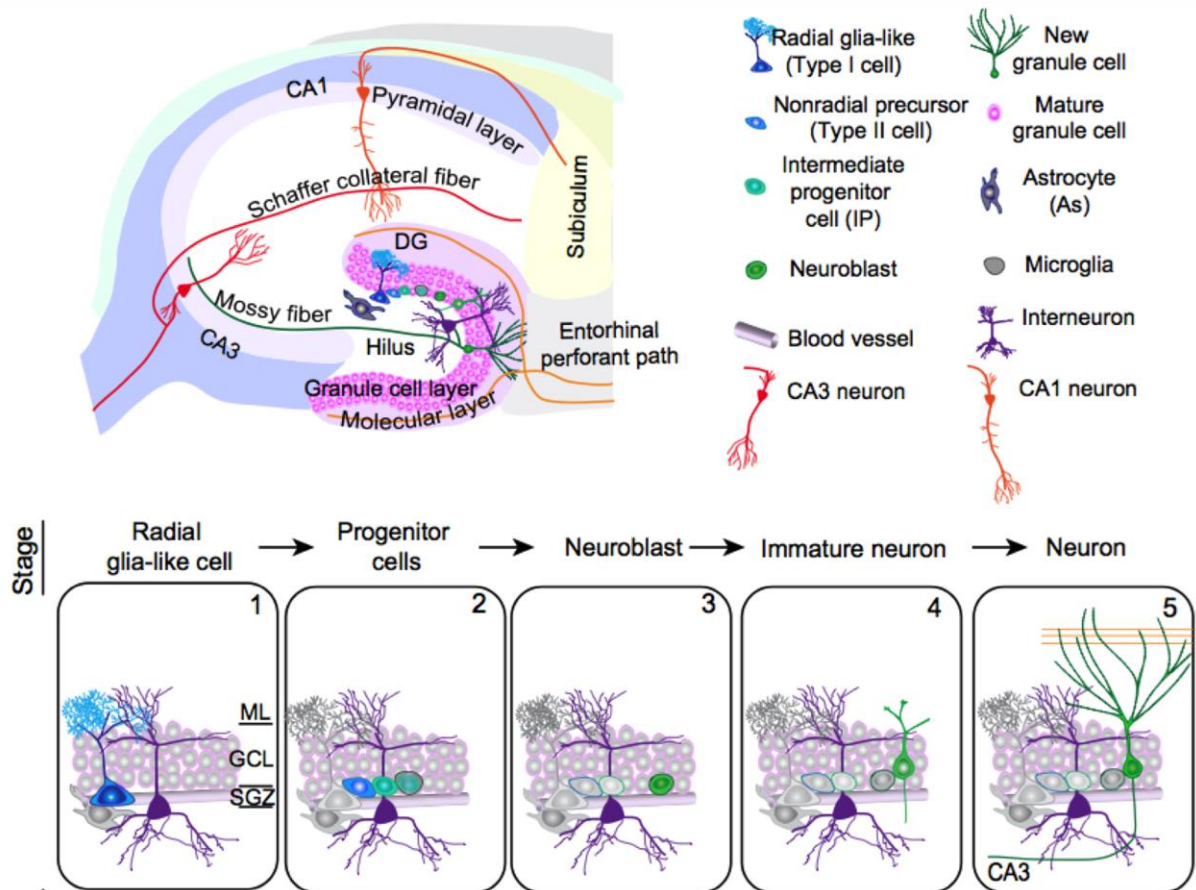 CA1
Pyramidal layer
Schaffer collateral fiber
Subiculum
DG
Mossy fiber
CA3
Hilus
Entorhinal
perforant path
Granule cell layer
Molecular layer
Radial glia-like
(Type I cell)
New
granule cell
Nonradial precursor
(Type II cell)
Mature
granule cell
Intermediate
progenitor
cell (IP)
Astrocyte
(As)
Neuroblast
Microglia
Blood vessel
Interneuron
CA3 neuron
CA1 neuron
Stage
Radial
glia-like cell
Progenitor
cells
Neuroblast
Immature neuron
Neuron
1
ML
GCL
SGZ
2
3
4
5
CA3